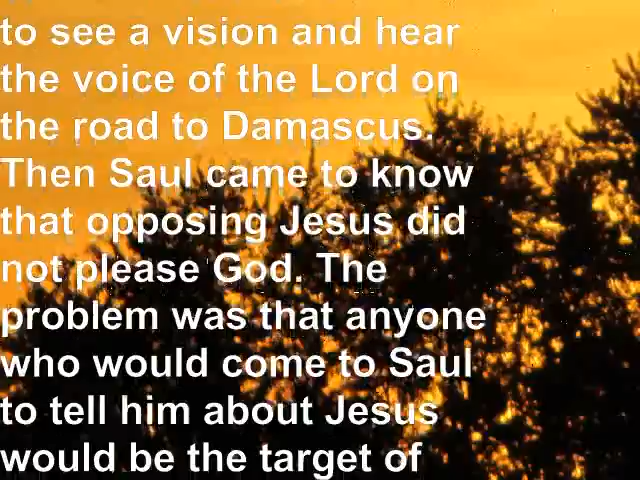 to see a vision and hear
the voice of the Lord on
the road to Damascus.
Then Saul came to know
that opposing Jesus did
not please God. The
problem was that anyone
who would come to Saul
to tell him about Jesus
would be the target of